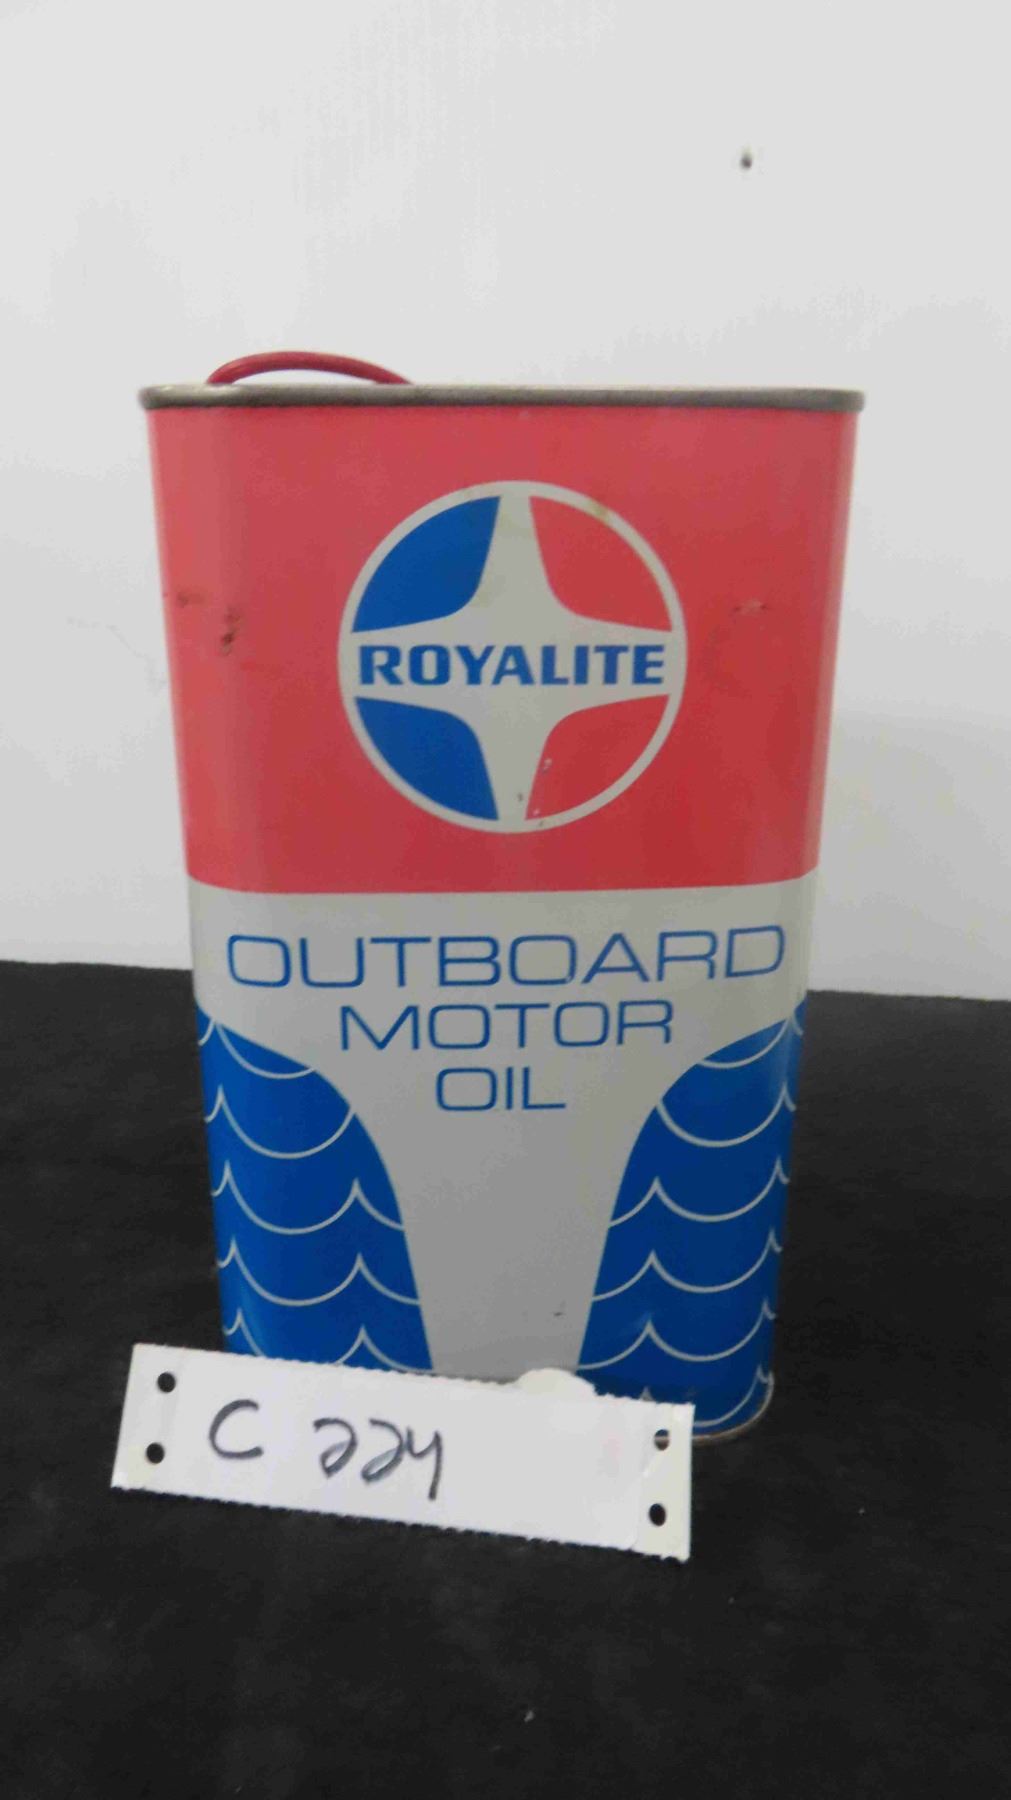 ROYALITE
OUTBOARD
MOTOR
OIL
C 224